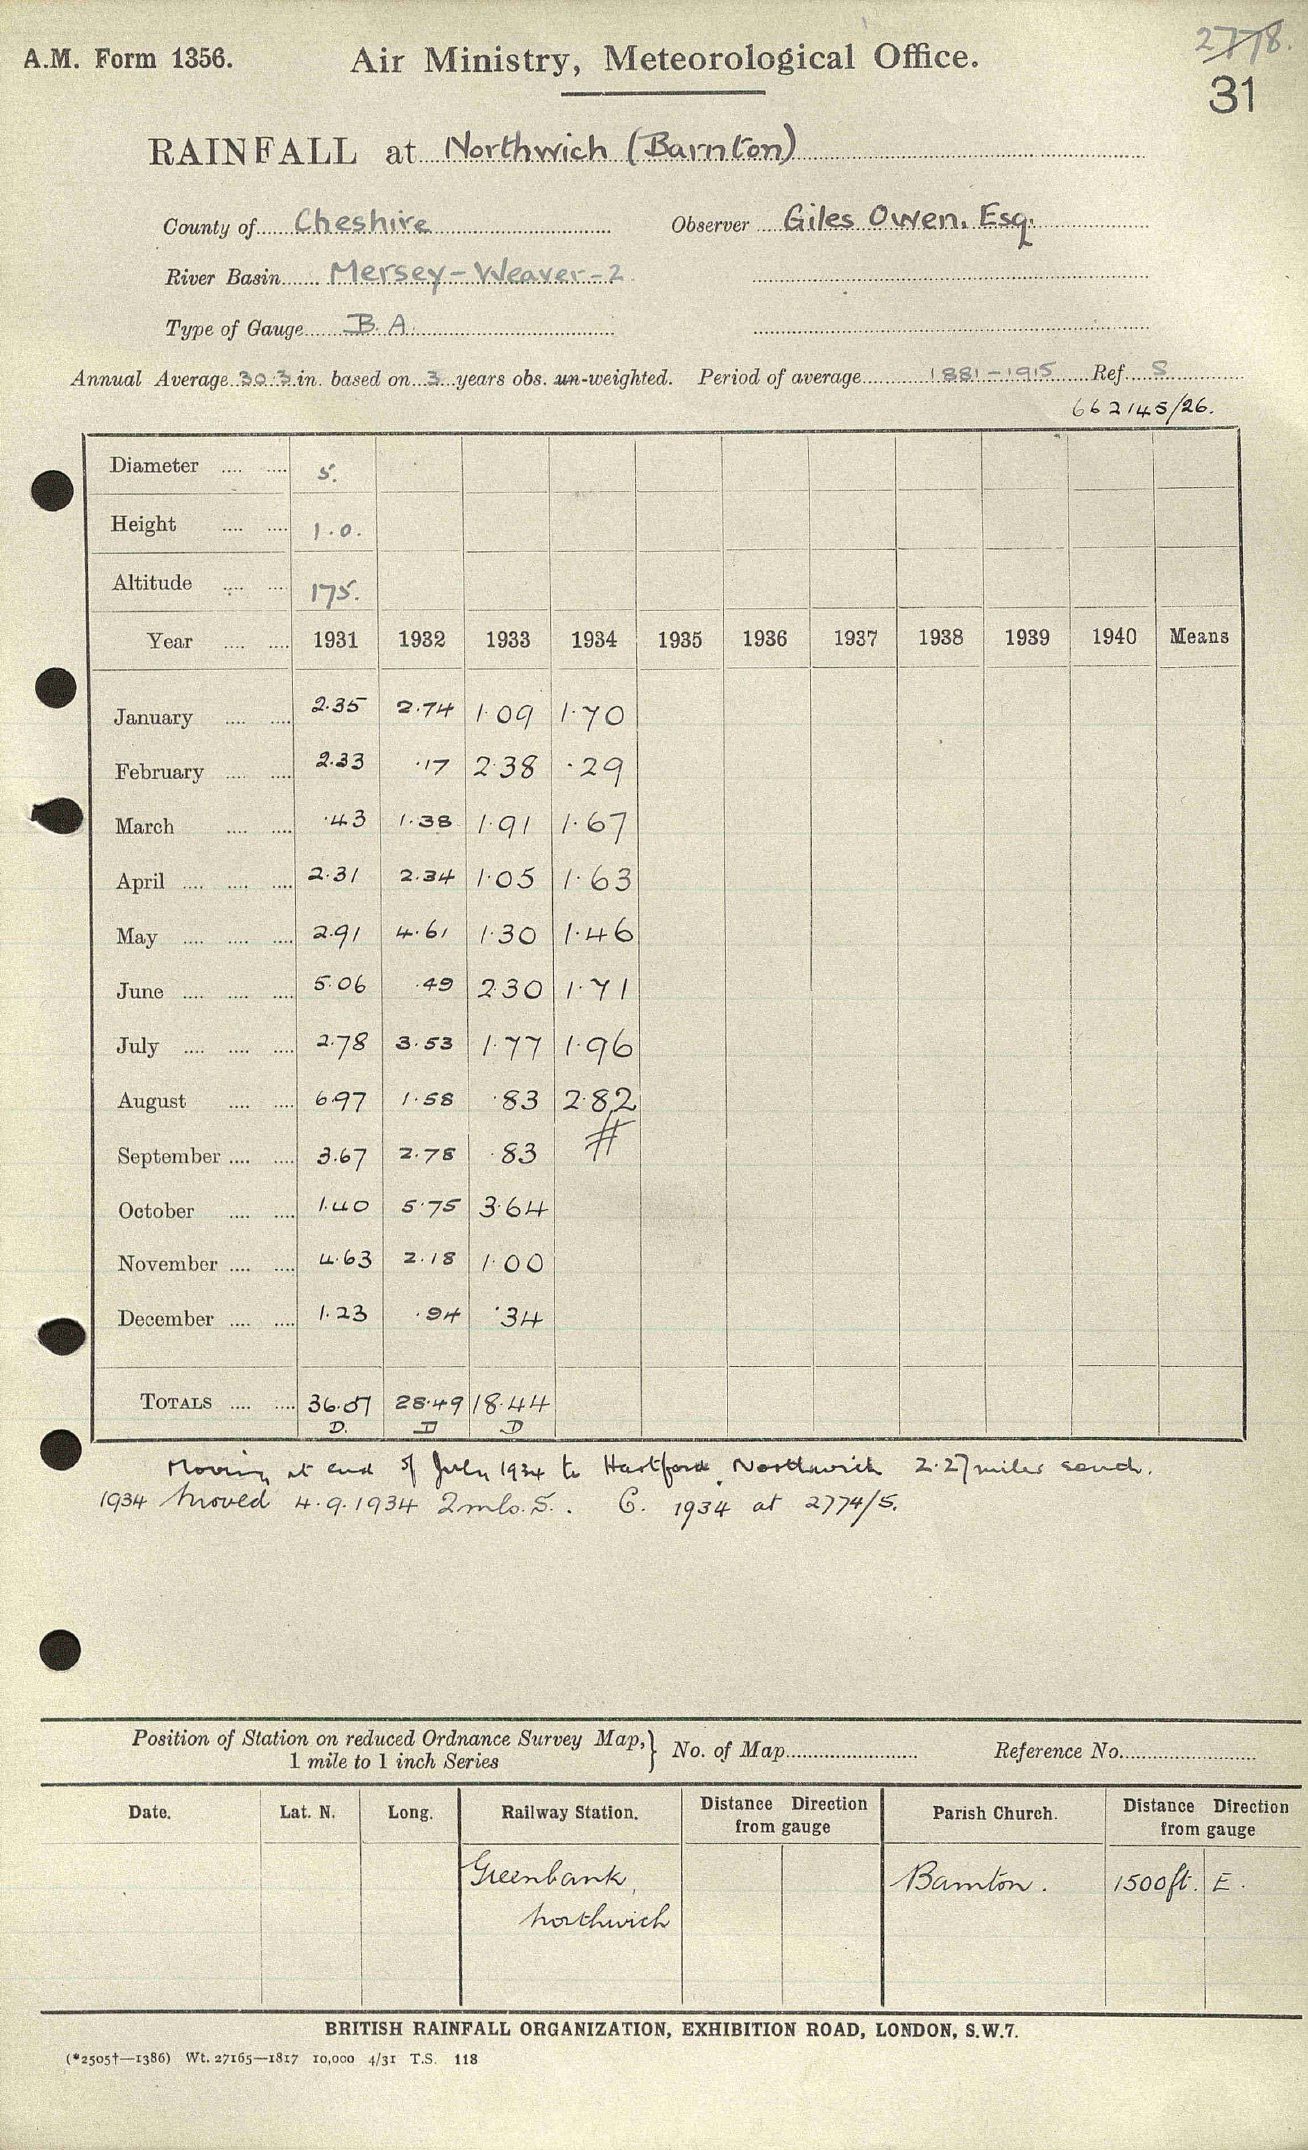 2778.
A.M. Form 1356. Air Ministry, Meteorological Office.
31
RAINFALL at Northwich (Barnton)
County of Cheshire Observer Giles Owen, Esq.
River Basin Mersey-Weaver-2
Type of Gauge B. A.
Annual Average 30.3 in. based on 3 years obs. un-weighted. Period of average 1881-1915 Ref. S
662145/26.
Diameter .... .... 5.
Height .... .... 1.0.
Altitude .... .... 175.
Year .... .... 1931 1932 1933 1934 1935 1936 1937 1938 1939 1940 Means
January .... .... 2.35 2.74 1.09 1.70
February .... .... 2.33 .17 2.38 .29
March .... .... .43 1.38 1.91 1.67
April .... .... .... 2.31 2.34 1.05 1.63
May .... .... .... 2.91 4.61 1.30 1.46
June .... .... .... 5.06 .49 2.30 1.71
July .... .... .... 2.78 3.53 1.77 1.96
August .... .... 6.97 1.58 .83 2.82
September .... .... 3.67 2.78 .83 #
October .... .... 1.40 5.75 3.64
November .... .... 4.63 2.18 1.00
December .... .... 1.23 .94 .34
TOTALS .... .... 36.07 28.49 18.44
D. D D
Moving at end of July 1934 to Hartford, Northwich 2.27 miles south.
1934 Moved 4.9.1934 2mls. S. . C. 1934 at 2774/5.
Position of Station on reduced Ordnance Survey Map, } No. of Map Reference No.
1 mile to 1 inch Series
Date. Lat. N. Long. Railway Station. Distance Direction from gauge Parish Church. Distance Direction from gauge
Greenbank, Barnton. 1500ft. E.
Northwich
BRITISH RAINFALL ORGANIZATION, EXHIBITION ROAD, LONDON, S.W.7.
(*2505†—1386) Wt. 27165—1817 10,000 4/31 T.S. 118